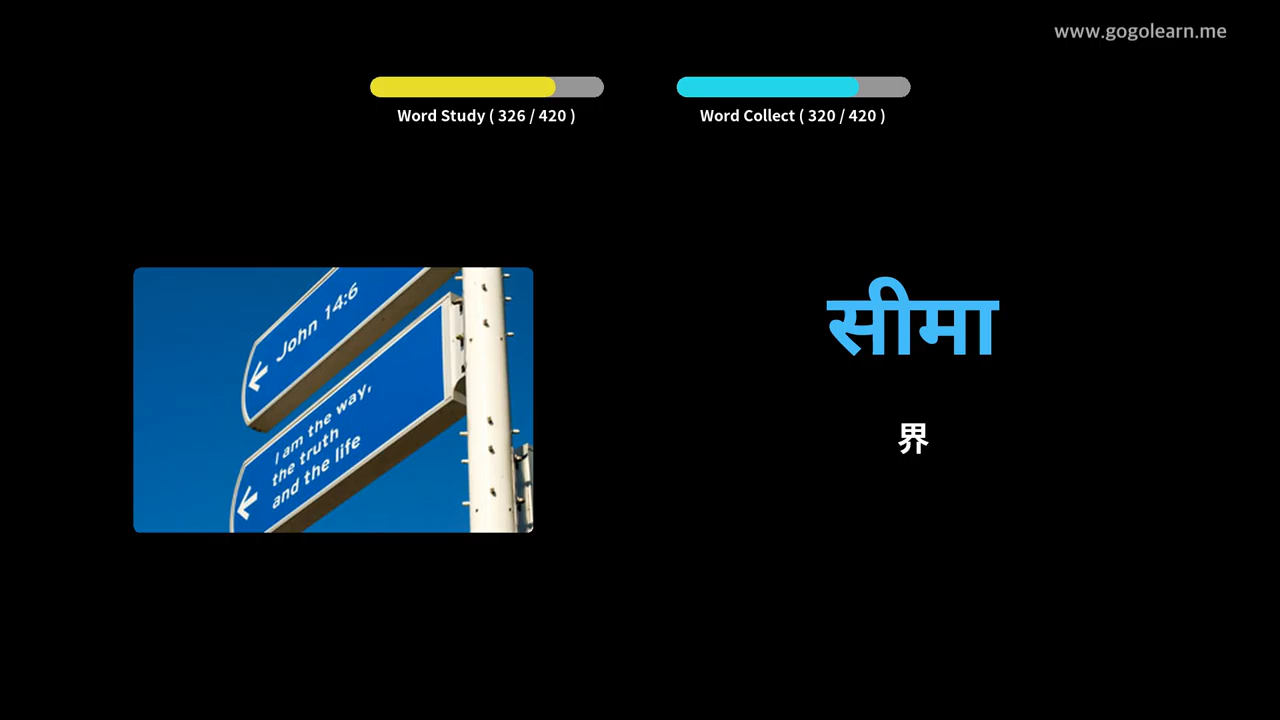 www.gogolearn.me
Word Study ( 326 / 420 )
Word Collect ( 320 / 420 )
John 14:6
I am the way,
the truth
and the life
सीमा
界